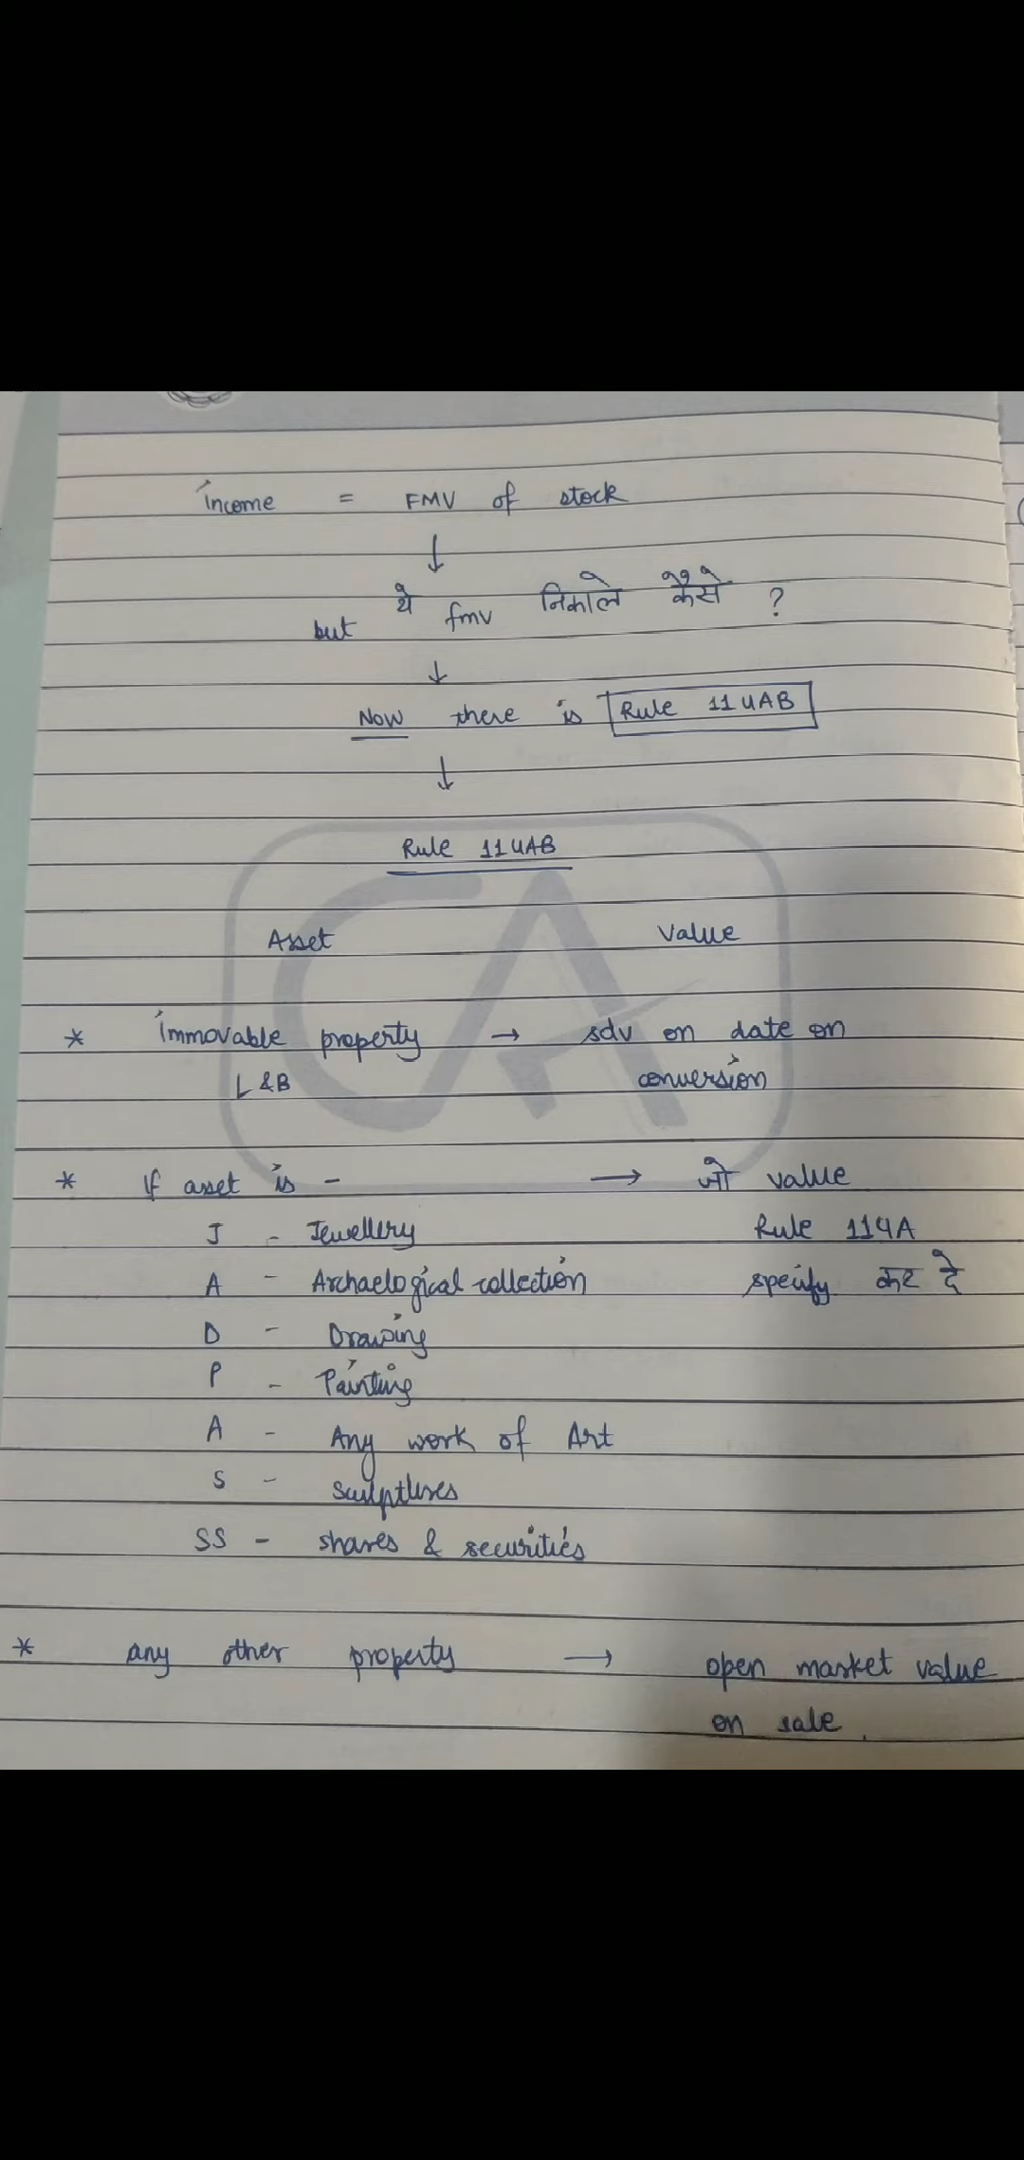 income = FMV of stock
↓
but ये fmv निकाले कैसे ?
↓
Now there is Rule 11UAB
↓
Rule 11UAB
Asset Value
* immovable property → sdv on date on
L &B conversion
* If asset is - → जो value
J - Jewellery Rule 11UA
A - Archaelogical collection specify कर दे
D - Drawing
P - Painting
A - Any work of Art
S - Sculptures
SS - shares & securities
* any other property → open market value
on sale.
CA